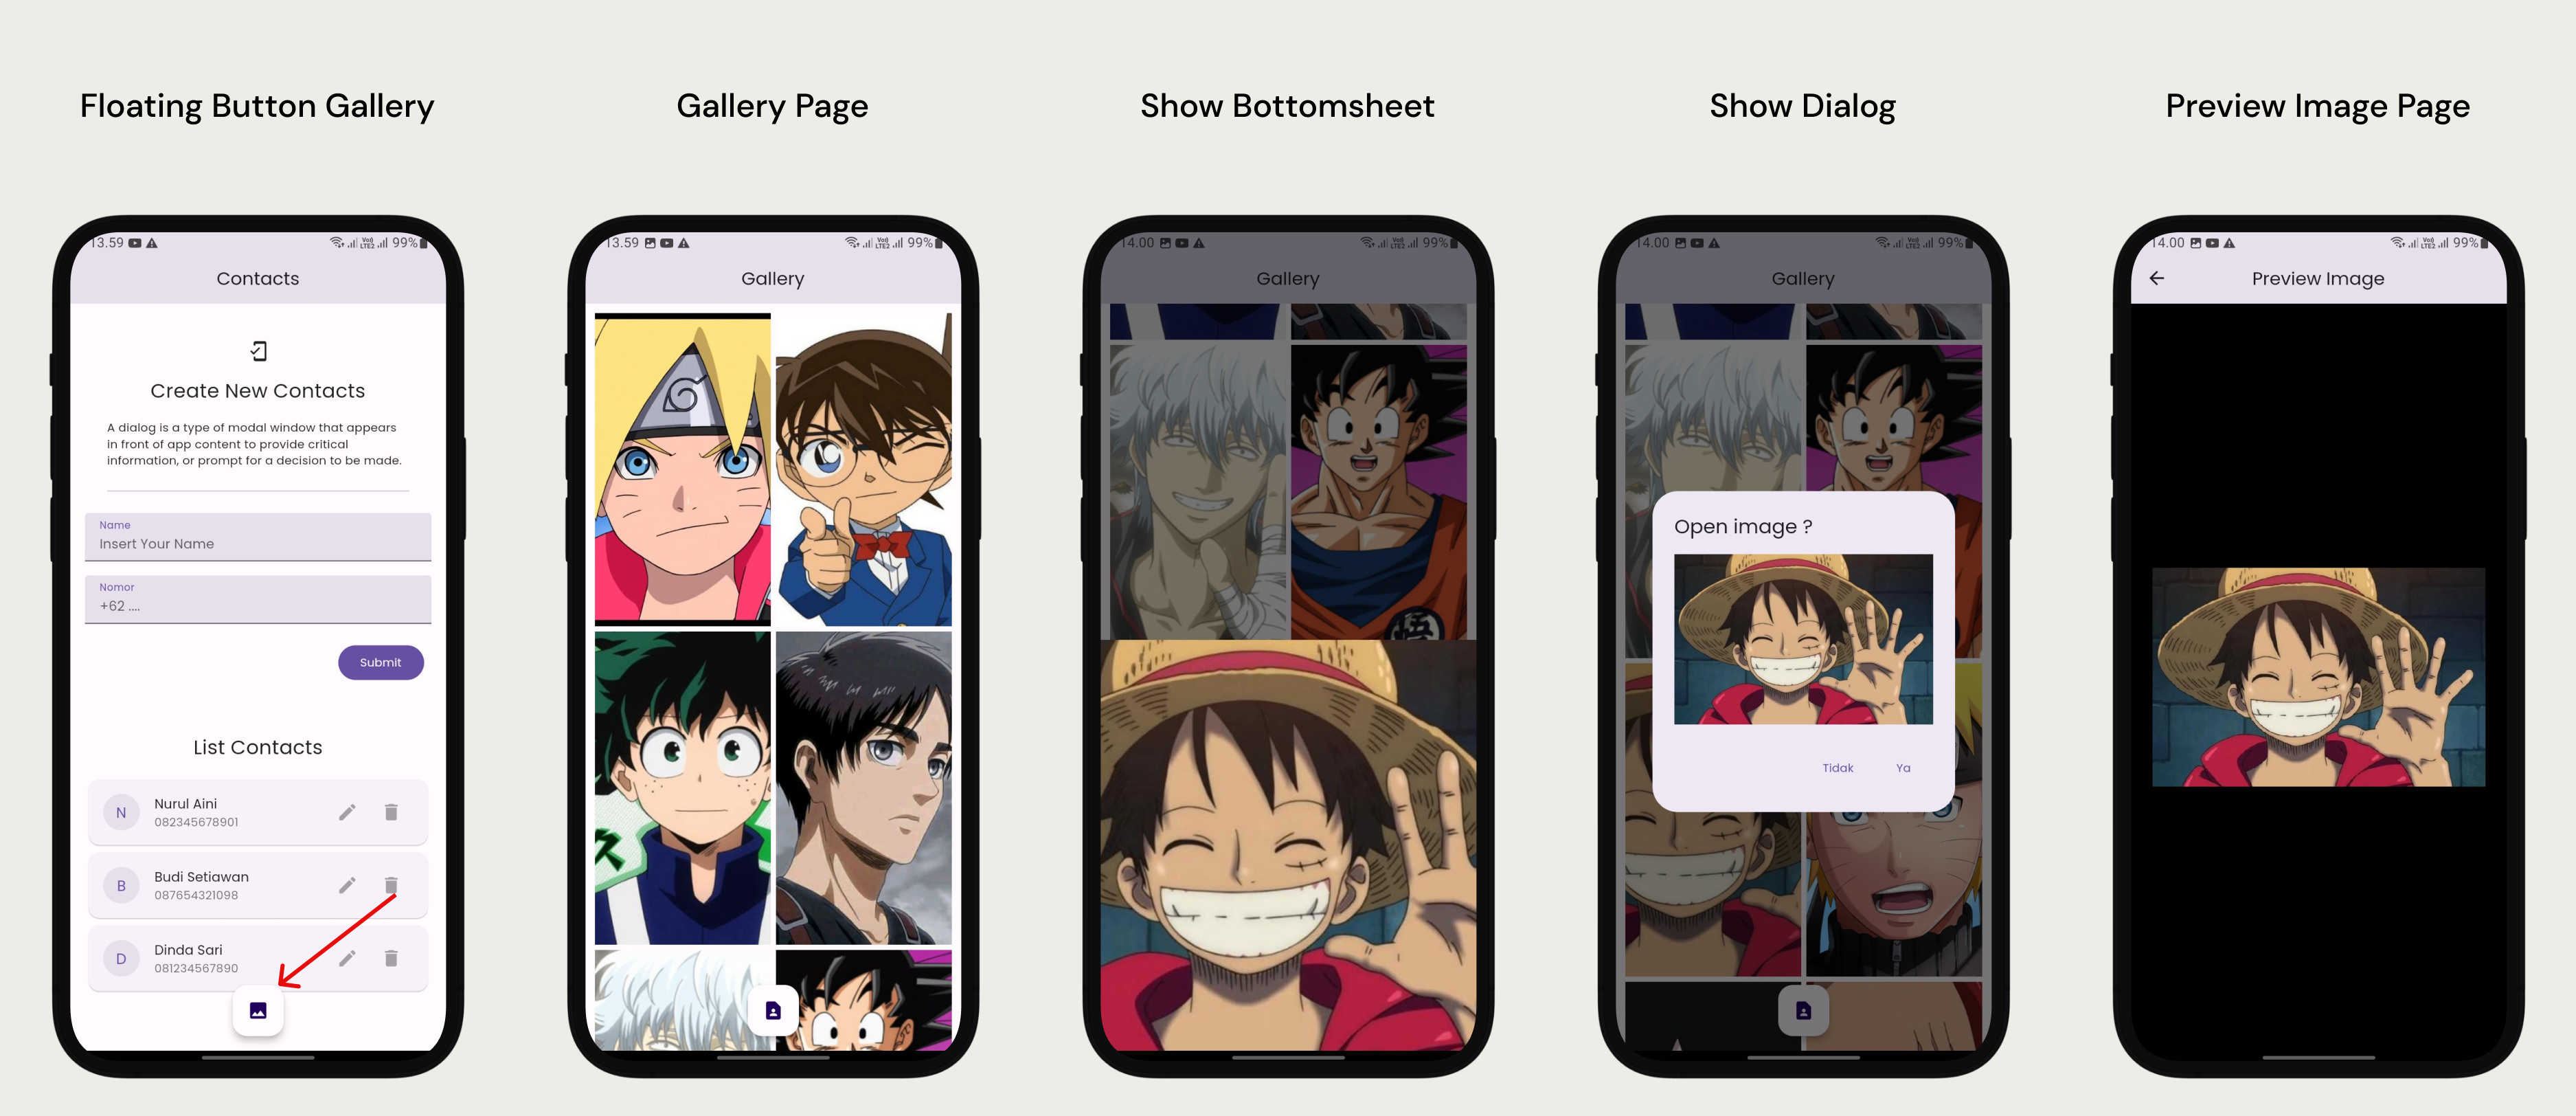 Floating Button Gallery
Gallery Page
Show Bottomsheet
Show Dialog
Preview Image Page
13.59
99%
Contacts
Create New Contacts
A dialog is a type of modal window that appears
in front of app content to provide critical
information, or prompt for a decision to be made.
Name
Insert Your Name
Nomor
+62 ....
Submit
List Contacts
N
Nurul Aini
082345678901
B
Budi Setiawan
087654321098
D
Dinda Sari
081234567890
13.59
99%
Gallery
14.00
99%
Gallery
悟
14.00
99%
Gallery
Open image ?
Tidak
Ya
14.00
99%
Preview Image